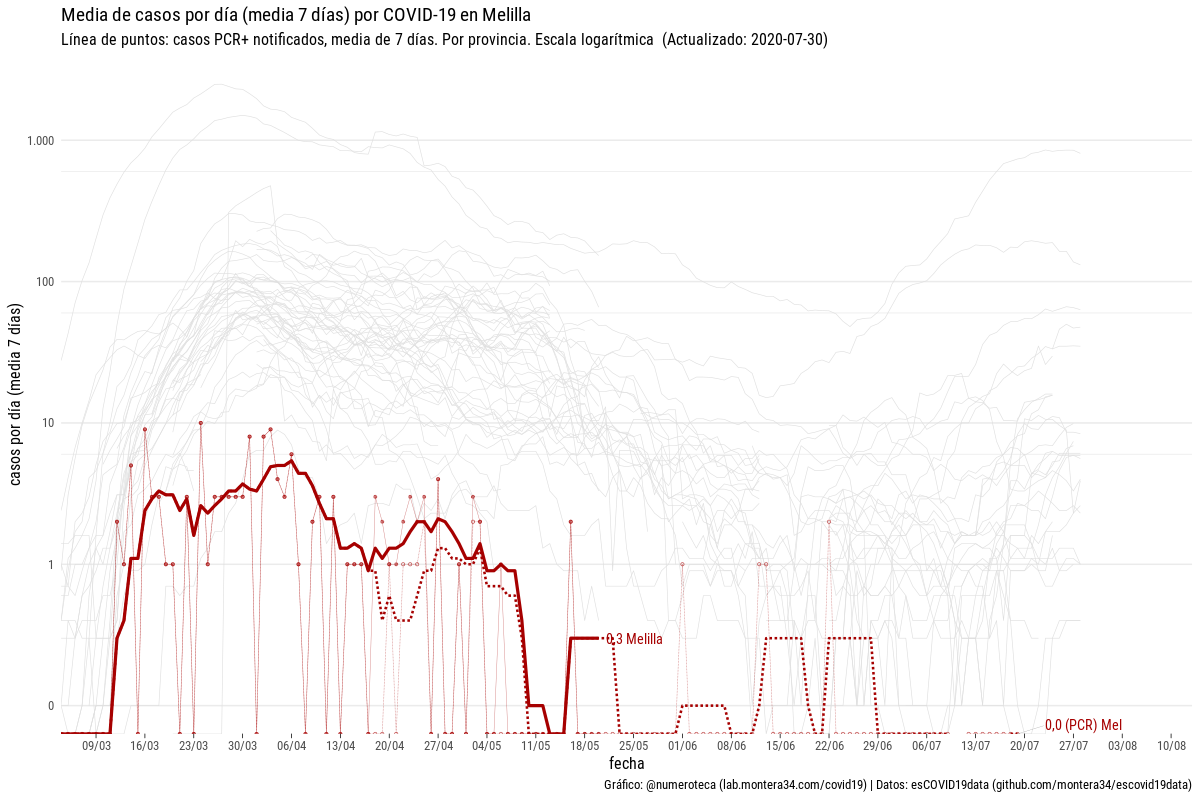 Media de casos por día (media 7 días) por COVID-19 en Melilla
Línea de puntos: casos PCR+ notificados, media de 7 días. Por provincia. Escala logarítmica (Actualizado: 2020-07-30)
casos por día (media 7 días)
1.000
100
10
1
0
0,3 Melilla
0,0 (PCR) Mel
09/03 16/03 23/03 30/03 06/04 13/04 20/04 27/04 04/05 11/05 18/05 25/05 01/06 08/06 15/06 22/06 29/06 06/07 13/07 20/07 27/07 03/08 10/08
fecha
Gráfico: @numeroteca (lab.montera34.com/covid19) | Datos: esCOVID19data (github.com/montera34/escovid19data)